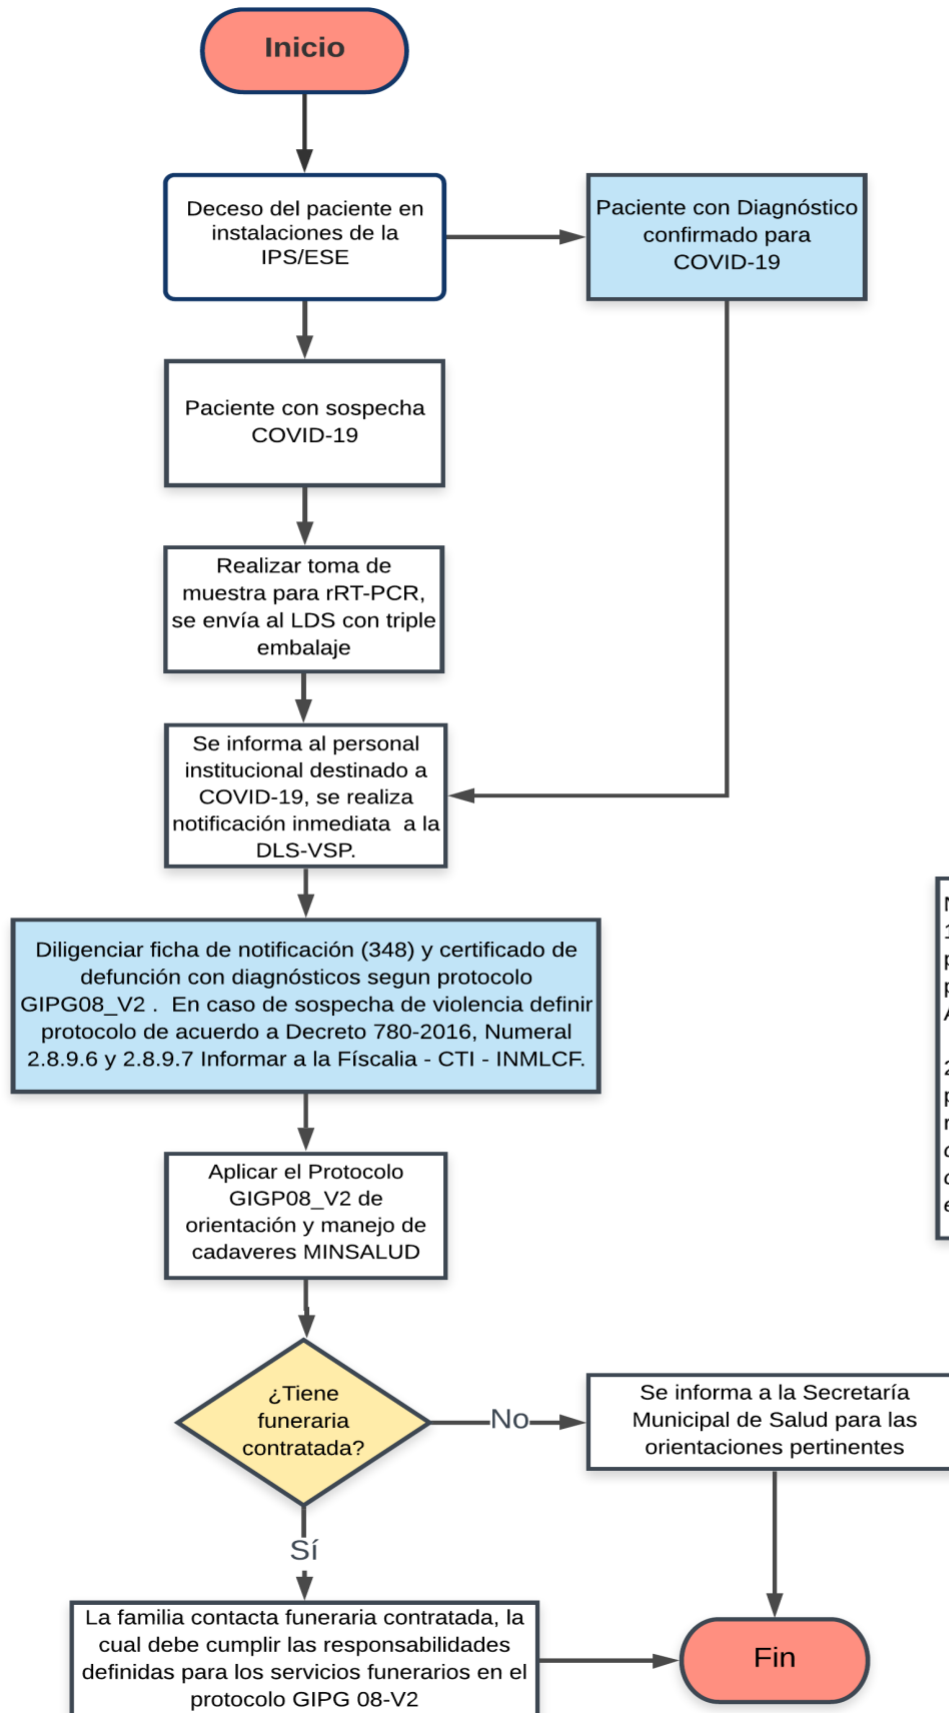 Inicio
Deceso del paciente en
instalaciones de la
IPS/ESE
Paciente con Diagnóstico
confirmado para
COVID-19
Paciente con sospecha
COVID-19
Realizar toma de
muestra para rRT-PCR,
se envía al LDS con triple
embalaje
Se informa al personal
institucional destinado a
COVID-19, se realiza
notificación inmediata a la
DLS-VSP.
Diligenciar ficha de notificación (348) y certificado de
defunción con diagnósticos segun protocolo
GIPG08_V2 . En caso de sospecha de violencia definir
protocolo de acuerdo a Decreto 780-2016, Numeral
2.8.9.6 y 2.8.9.7 Informar a la Físcalia - CTI - INMLCF.
Aplicar el Protocolo
GIGP08_V2 de
orientación y manejo de
cadaveres MINSALUD
¿Tiene
funeraria
contratada?
No
Se informa a la Secretaría
Municipal de Salud para las
orientaciones pertinentes
Sí
La familia contacta funeraria contratada, la
cual debe cumplir las responsabilidades
definidas para los servicios funerarios en el
protocolo GIPG 08-V2
Fin